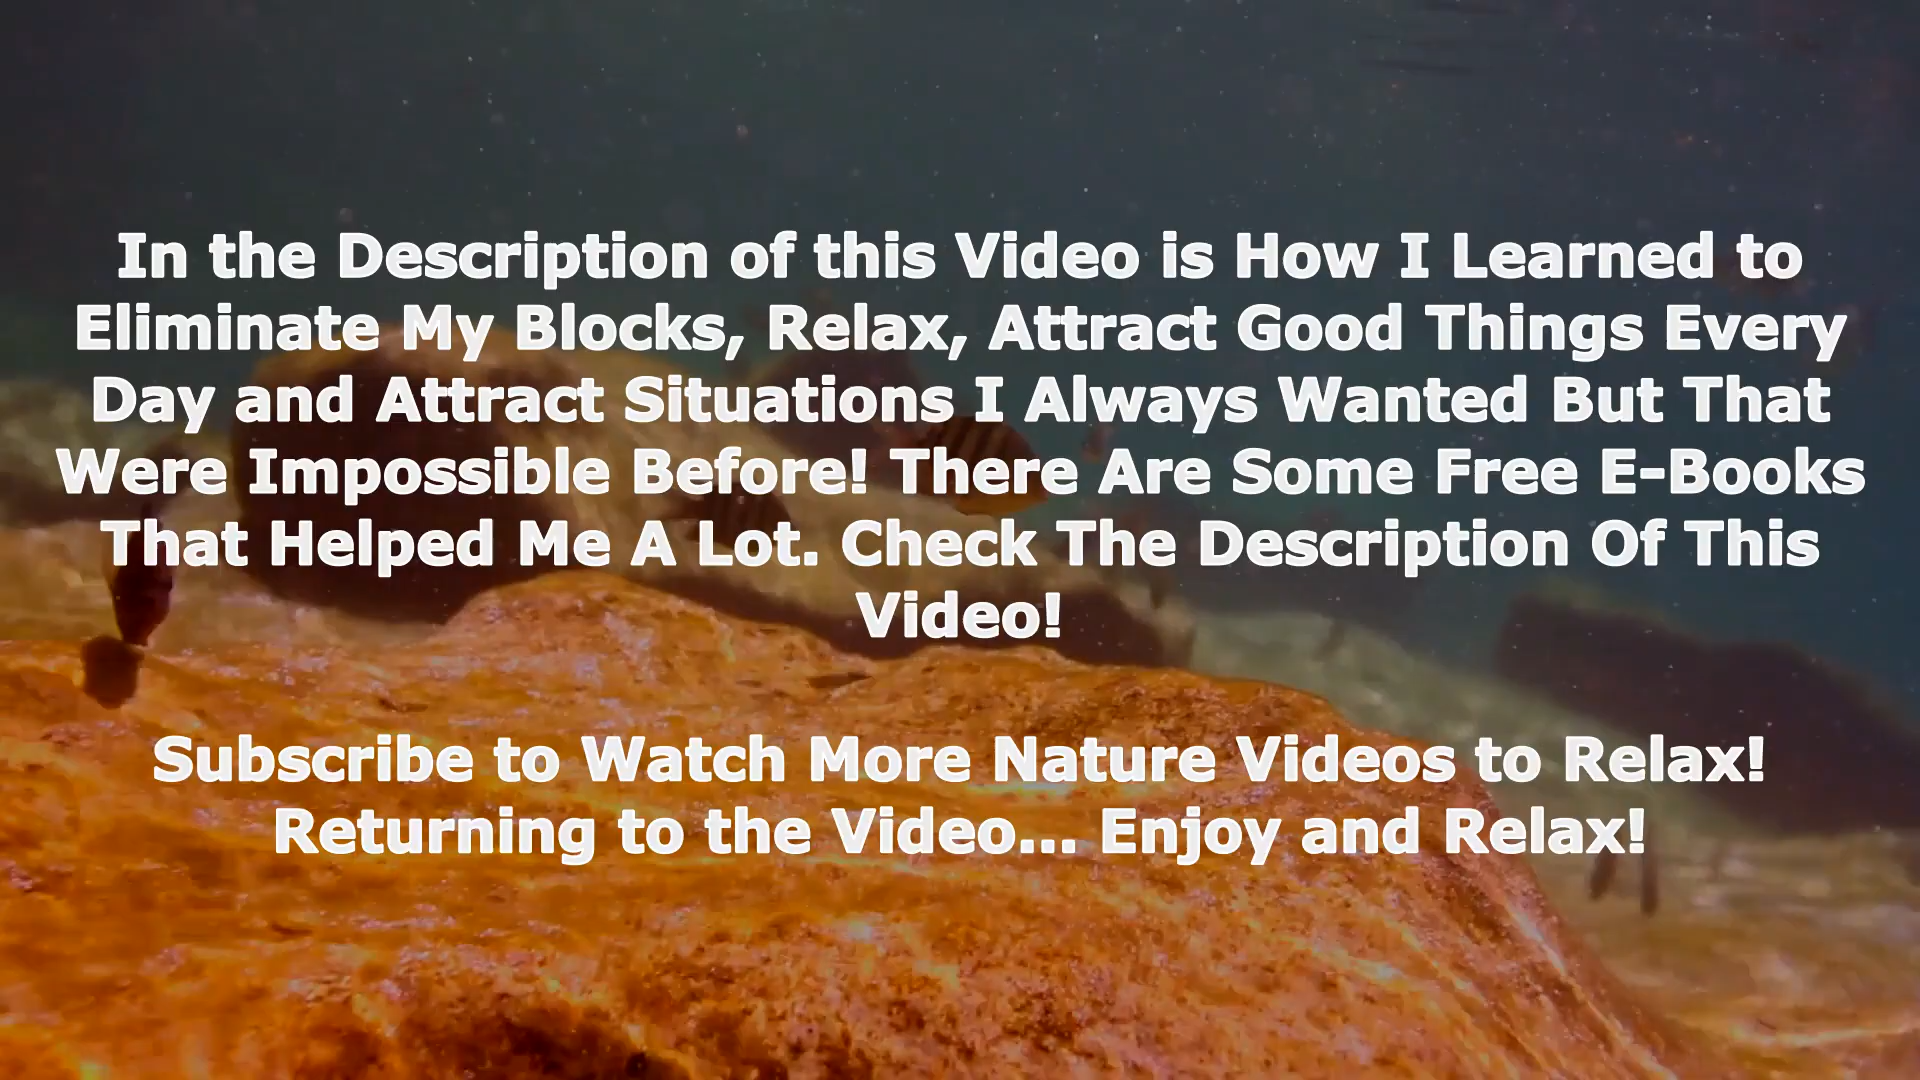 In the Description of this Video is How I Learned to
Eliminate My Blocks, Relax, Attract Good Things Every
Day and Attract Situations I Always Wanted But That
Were Impossible Before! There Are Some Free E-Books
That Helped Me A Lot. Check The Description Of This
Video!
Subscribe to Watch More Nature Videos to Relax!
Returning to the Video... Enjoy and Relax!